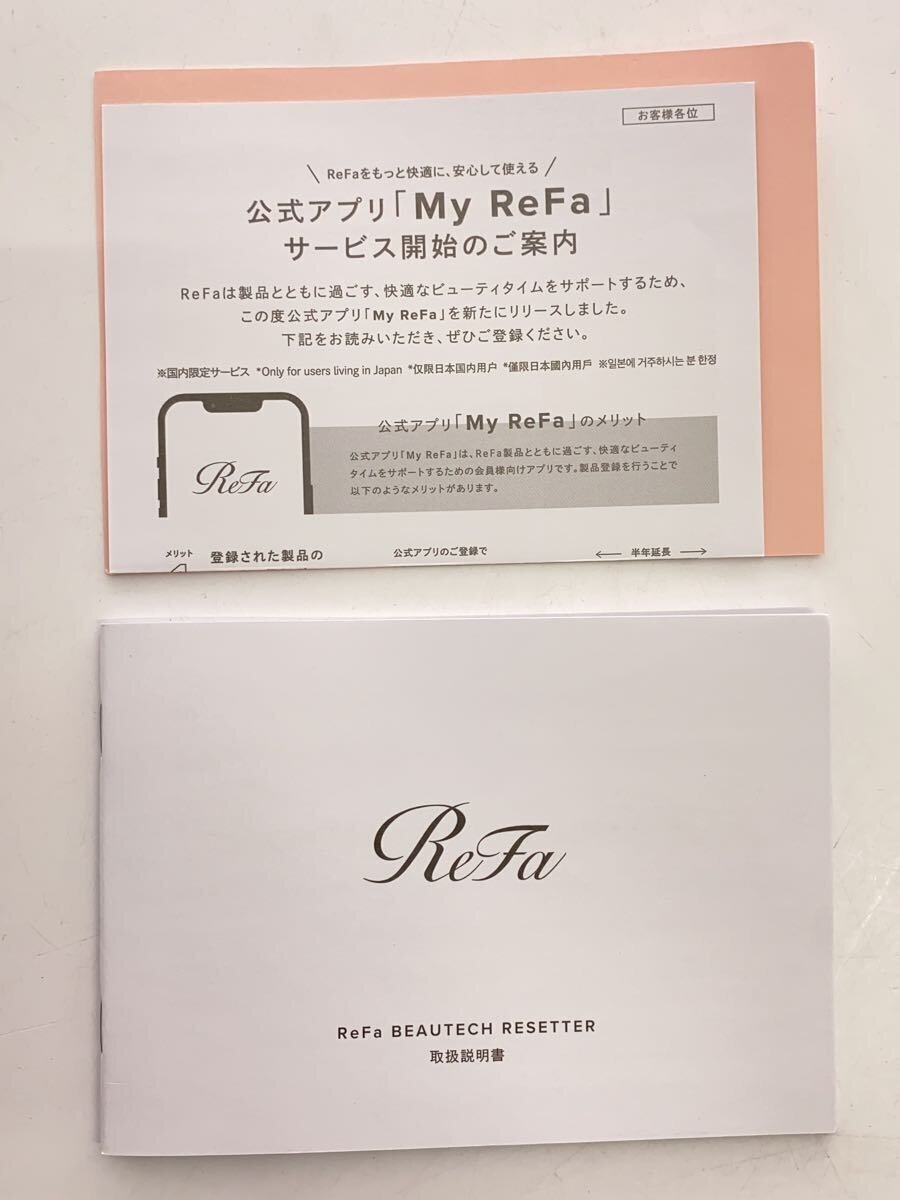 お客様各位
ReFaをもっと快適に、安心して使える
公式アプリ「My ReFa」
サービス開始のご案内
ReFaは製品とともに過ごす、快適なビューティタイムをサポートするため、
この度公式アプリ「My ReFa」を新たにリリースしました。
下記をお読みいただき、ぜひご登録ください。
※国内限定サービス *Only for users living in Japan *仅限日本国内用户 *僅限日本國內用戶 ※일본에 거주하시는 분 한정
公式アプリ「My ReFa」のメリット
公式アプリ「My ReFa」は、ReFa製品とともに過ごす、快適なビューティ
タイムをサポートするための会員様向けアプリです。製品登録を行うことで
以下のようなメリットがあります。
ReFa
メリット
登録された製品の
公式アプリのご登録で
半年延長
ReFa
ReFa BEAUTECH RESETTER
取扱説明書